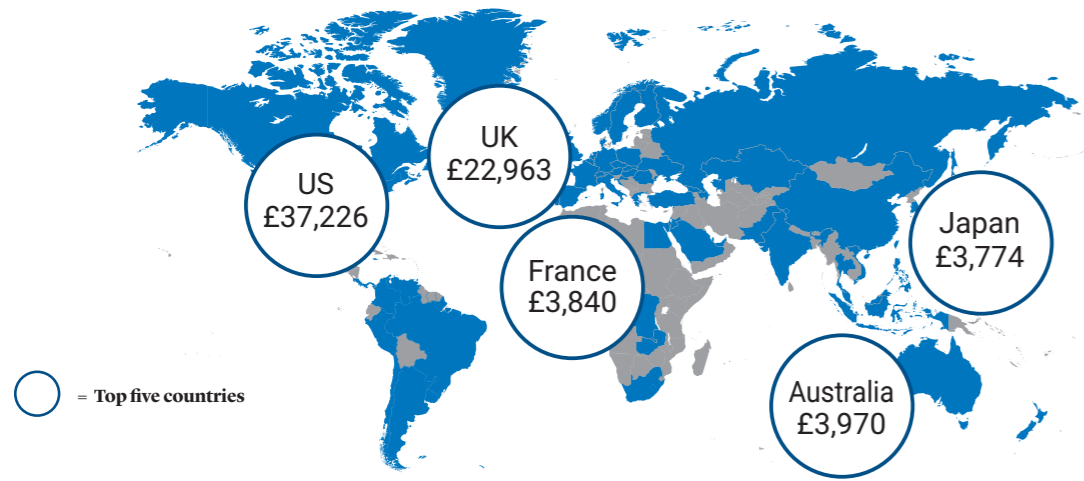 UK
£22,963
US
£37,226
Japan
£3,774
France
£3,840
Australia
£3,970
= Top five countries